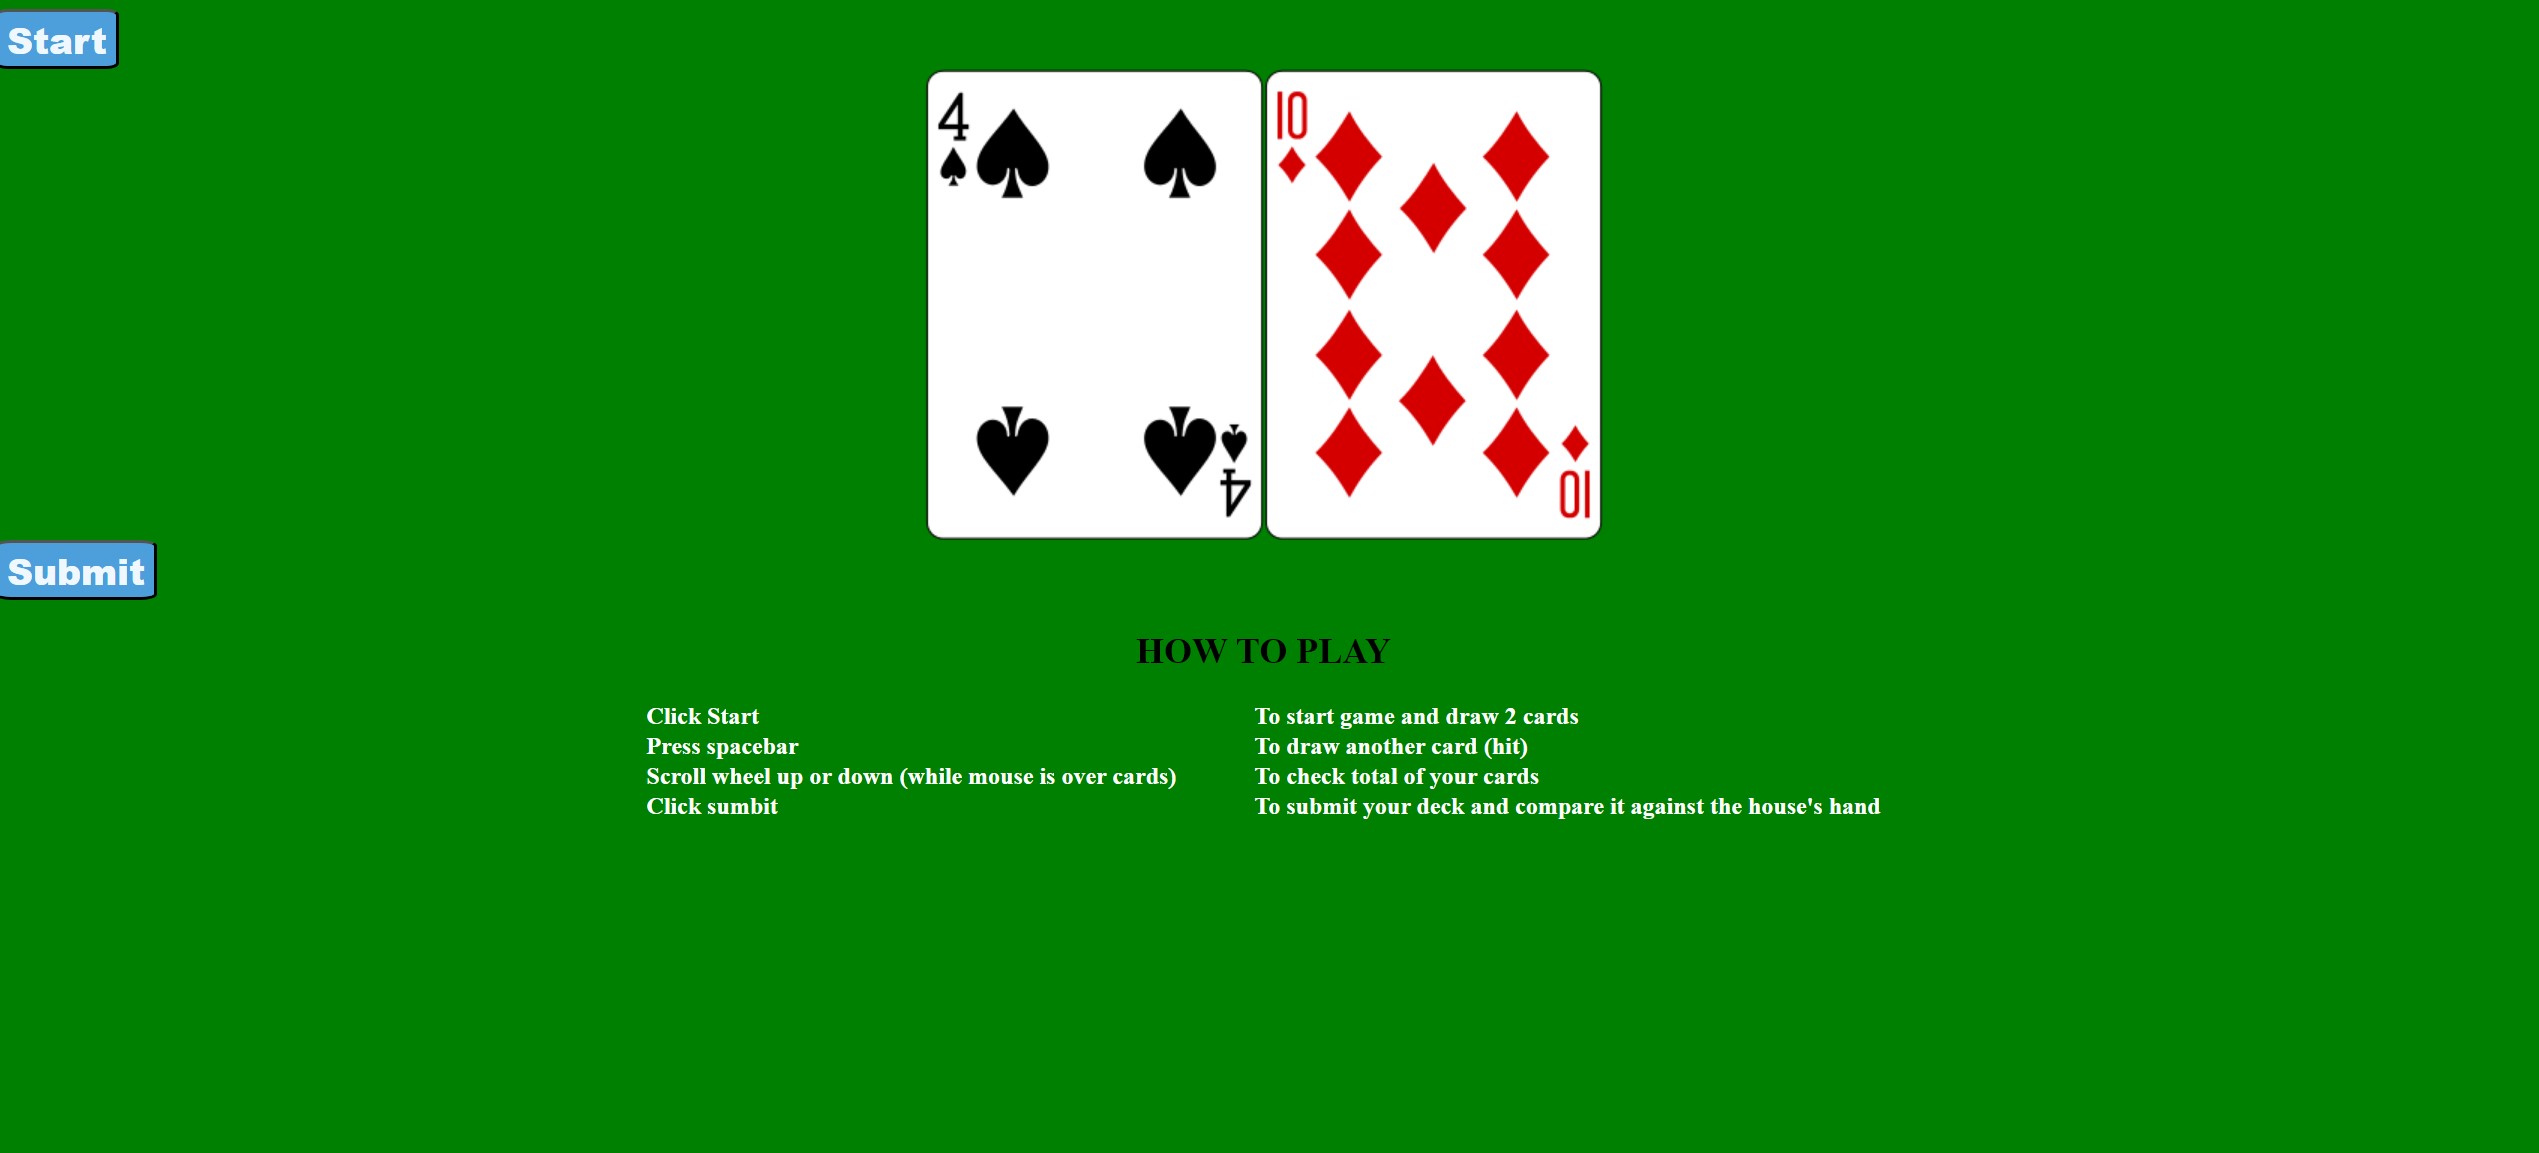 Start
4 10
4 10
Submit
HOW TO PLAY
Click Start To start game and draw 2 cards
Press spacebar To draw another card (hit)
Scroll wheel up or down (while mouse is over cards) To check total of your cards
Click sumbit To submit your deck and compare it against the house's hand